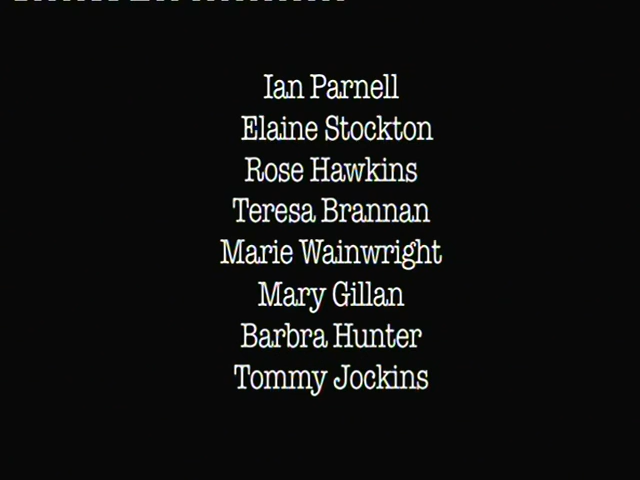 Ian Parnell
Elaine Stockton
Rose Hawkins
Teresa Brannan
Marie Wainwright
Mary Gillan
Barbra Hunter
Tommy Jockins